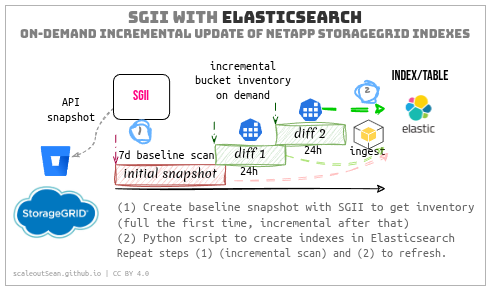 SGII WITH ELASTICSEARCH
ON-DEMAND INCREMENTAL UPDATE OF NETAPP STORAGEGRID INDEXES
incremental
bucket inventory
on demand
INDEX/TABLE
SGII
API
snapshot
1
2
elastic
diff 2
diff 1
24h
ingest
7d baseline scan
24h
initial snapshot
StorageGRID
(1) Create baseline snapshot with SGII to get inventory
(full the first time, incremental after that)
(2) Python script to create indexes in Elasticsearch
Repeat steps (1) (incremental scan) and (2) to refresh.
scaleoutSean.github.io | CC BY 4.0